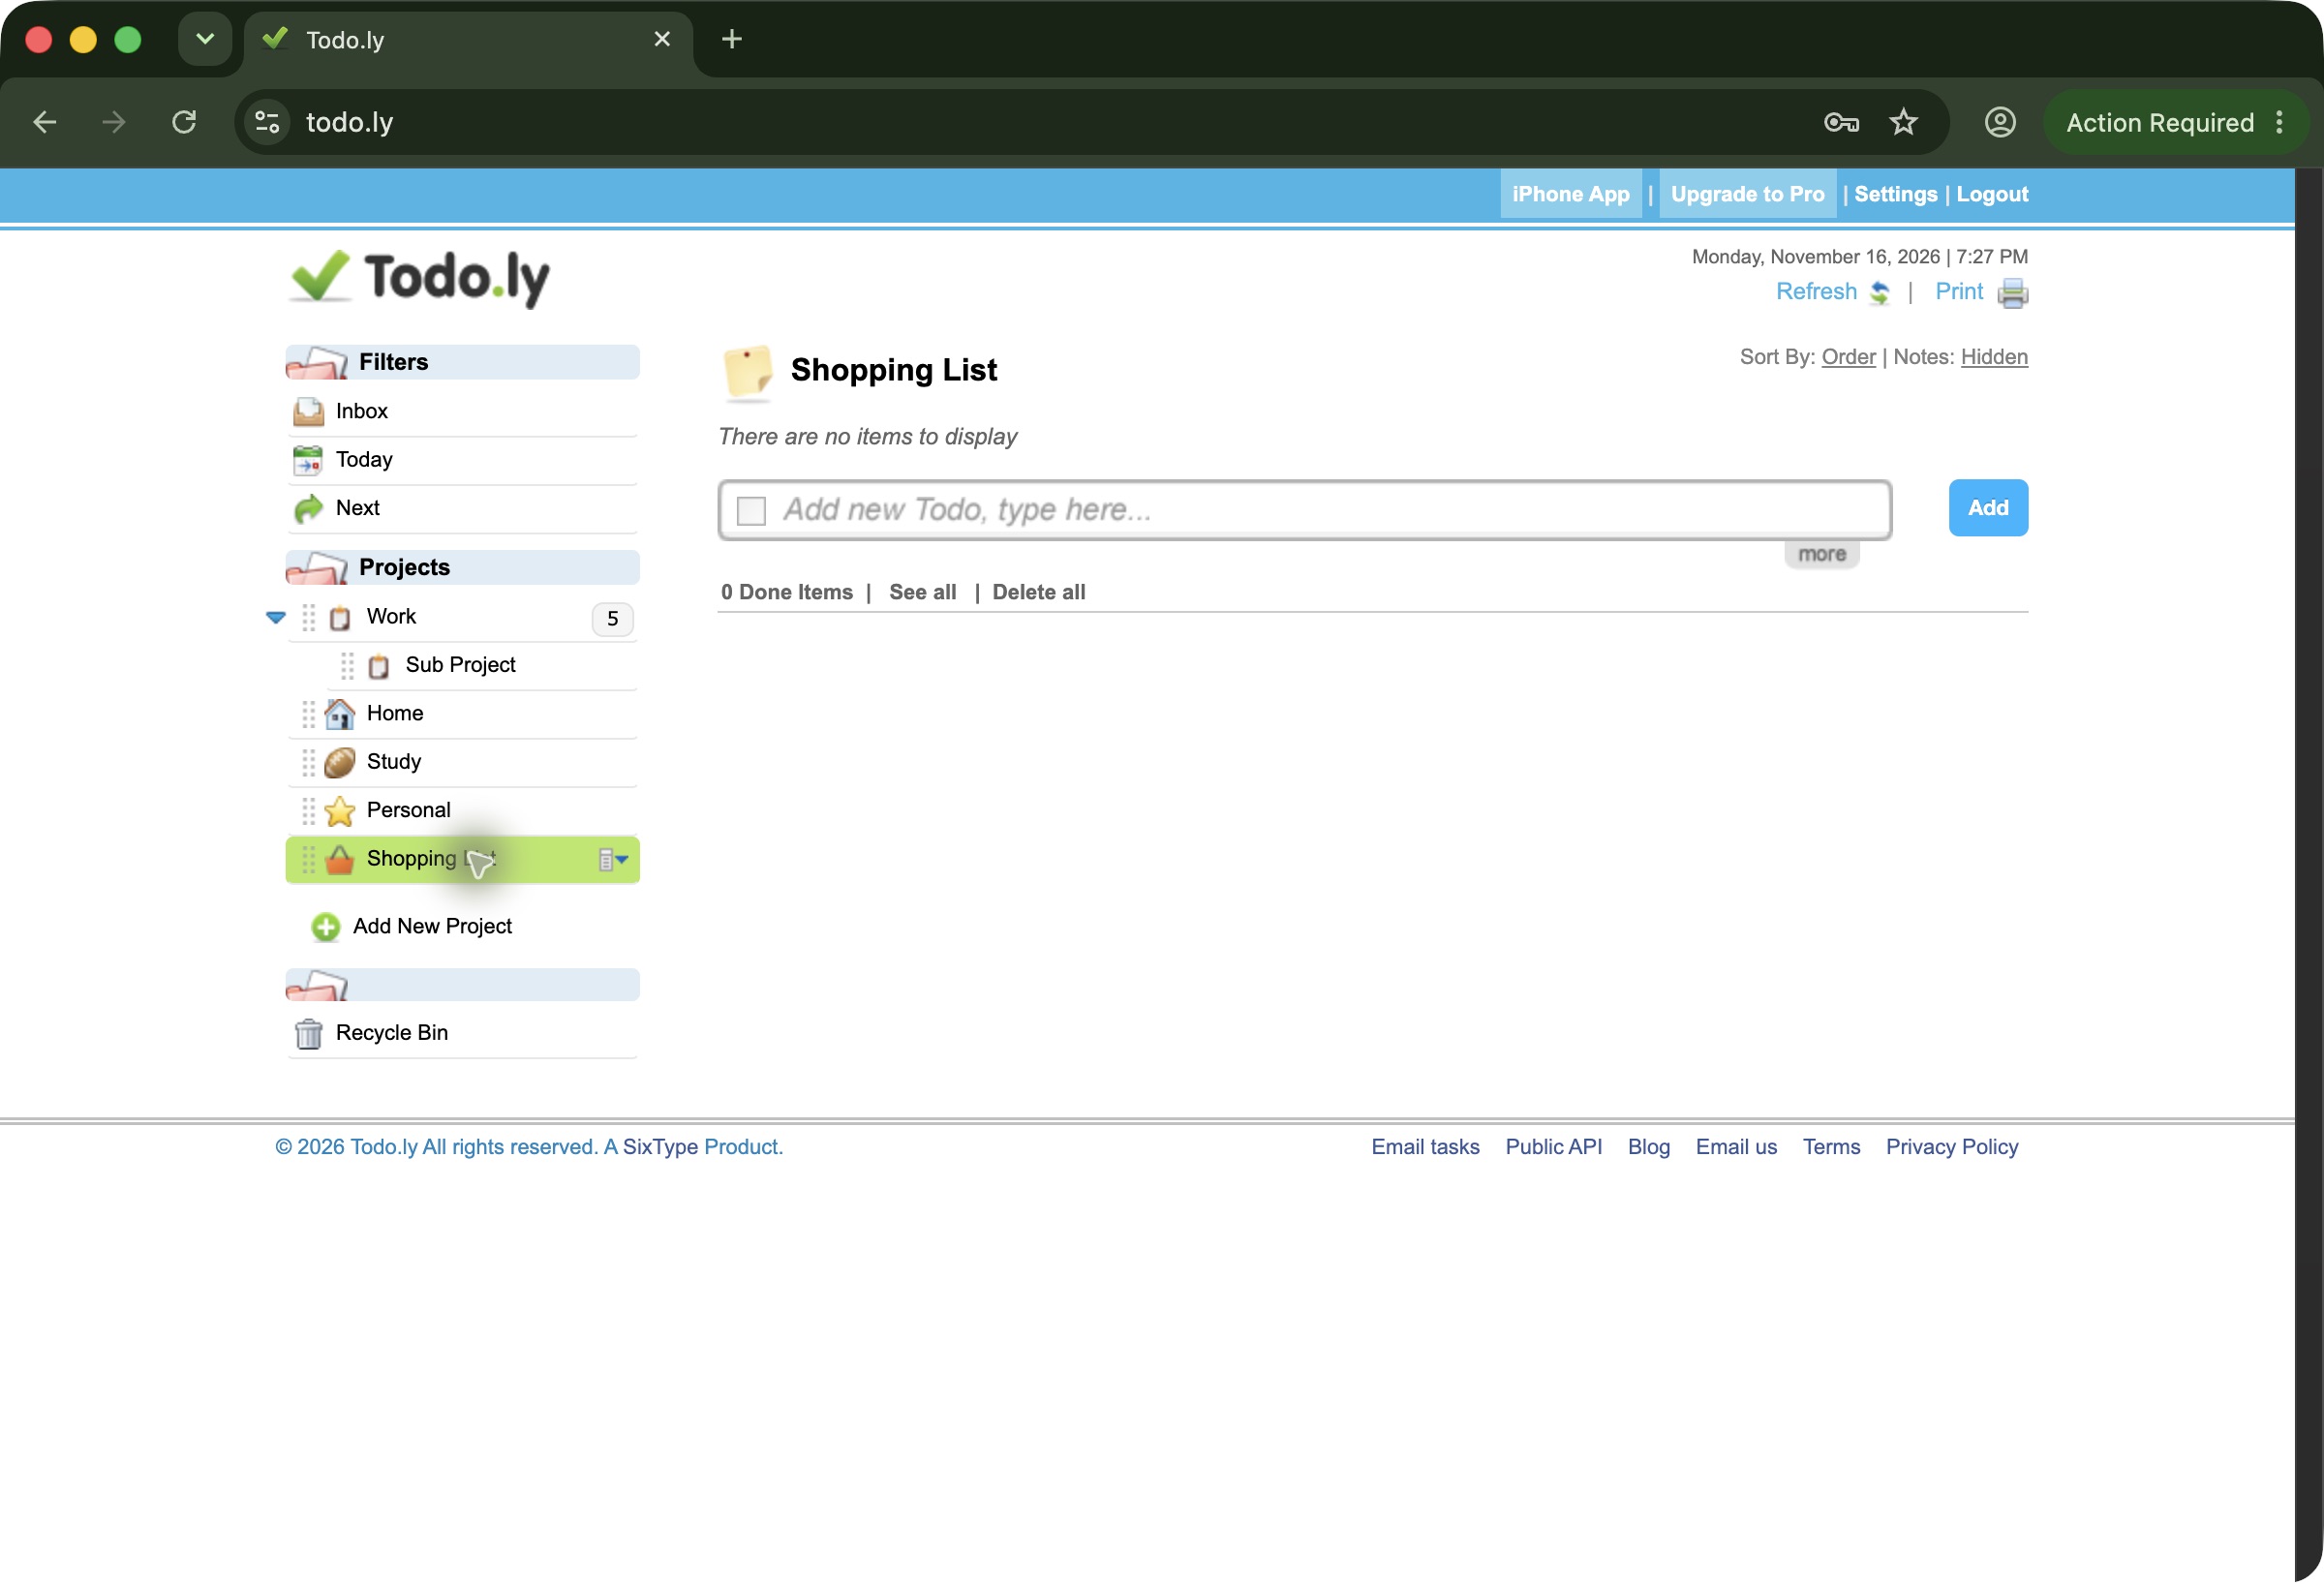 Todo.ly
todo.ly
Action Required
iPhone App | Upgrade to Pro | Settings | Logout
Todo.ly
Monday, November 16, 2026 | 7:27 PM
Refresh | Print
Filters
Inbox
Today
Next
Projects
Work 5
Sub Project
Home
Study
Personal
Shopping List
Add New Project
Recycle Bin
Shopping List
Sort By: Order | Notes: Hidden
There are no items to display
Add new Todo, type here...
Add
more
0 Done Items | See all | Delete all
© 2026 Todo.ly All rights reserved. A SixType Product.
Email tasks Public API Blog Email us Terms Privacy Policy